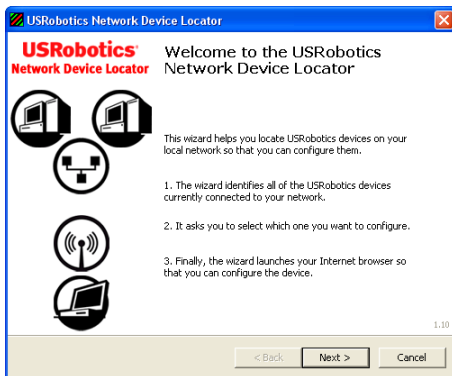 USRobotics Network Device Locator
USRobotics
Network Device Locator
Welcome to the USRobotics
Network Device Locator
This wizard helps you locate USRobotics devices on your
local network so that you can configure them.
1. The wizard identifies all of the USRobotics devices
currently connected to your network.
2. It asks you to select which one you want to configure.
3. Finally, the wizard launches your Internet browser so
that you can configure the device.
1.10
< Back
Next >
Cancel